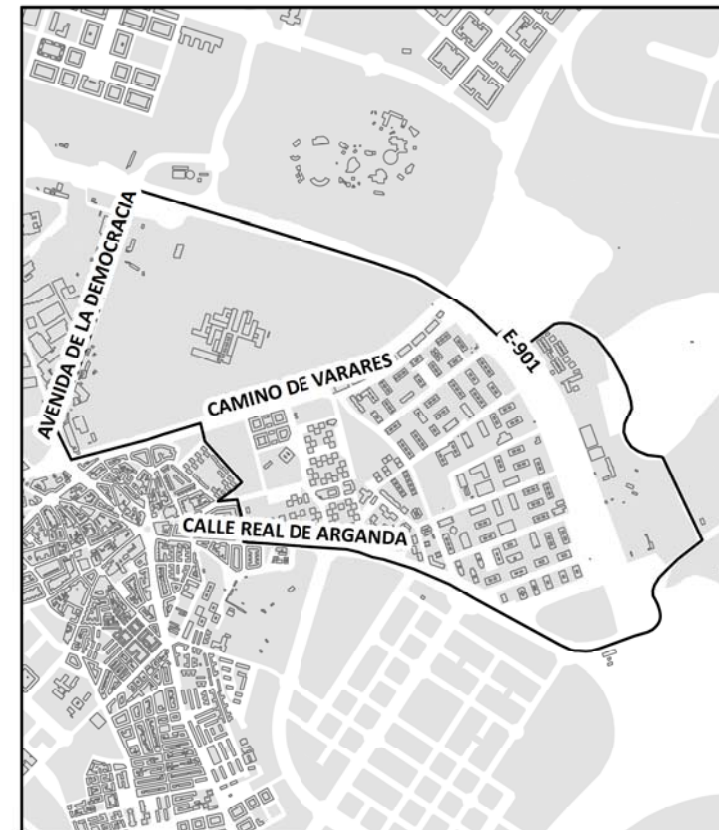 AVENIDA DE LA DEMOCRACIA
E-901
CAMINO DE VARARES
CALLE REAL DE ARGANDA